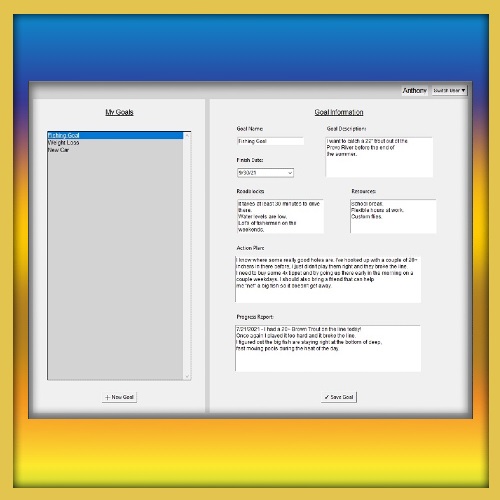 Anthony
Switch User ▼
My Goals
Fishing Goal
Weight Loss
New Car
+ New Goal
Goal Information
Goal Name
Fishing Goal
Goal Description:
I want to catch a 22" trout out of the
Provo River before the end of
the summer.
Finish Date:
9/30/21
Roadblocks
It takes at least 30 minutes to drive
there.
Water levels are low.
Lots of fishermen on the
weekends.
Resources:
School break
Flexible hours at work.
Custom flies.
Action Plan:
I know where some really good holes are. I've hooked up with a couple of 20+
inchers in there before, I just didn't play them right and they broke the line.
I need to buy some 4x tippet and try going up there early in the morning on a
couple weekdays. I should also bring a friend that can help
me "net" a big fish so it doesn't get away.
Progress Report:
7/21/2021 - I had a 20+ Brown Trout on the line today!
Once again I played it too hard and it broke the line.
I figured out the big fish are staying right at the bottom of deep,
fast moving pools during the heat of the day.
✓ Save Goal